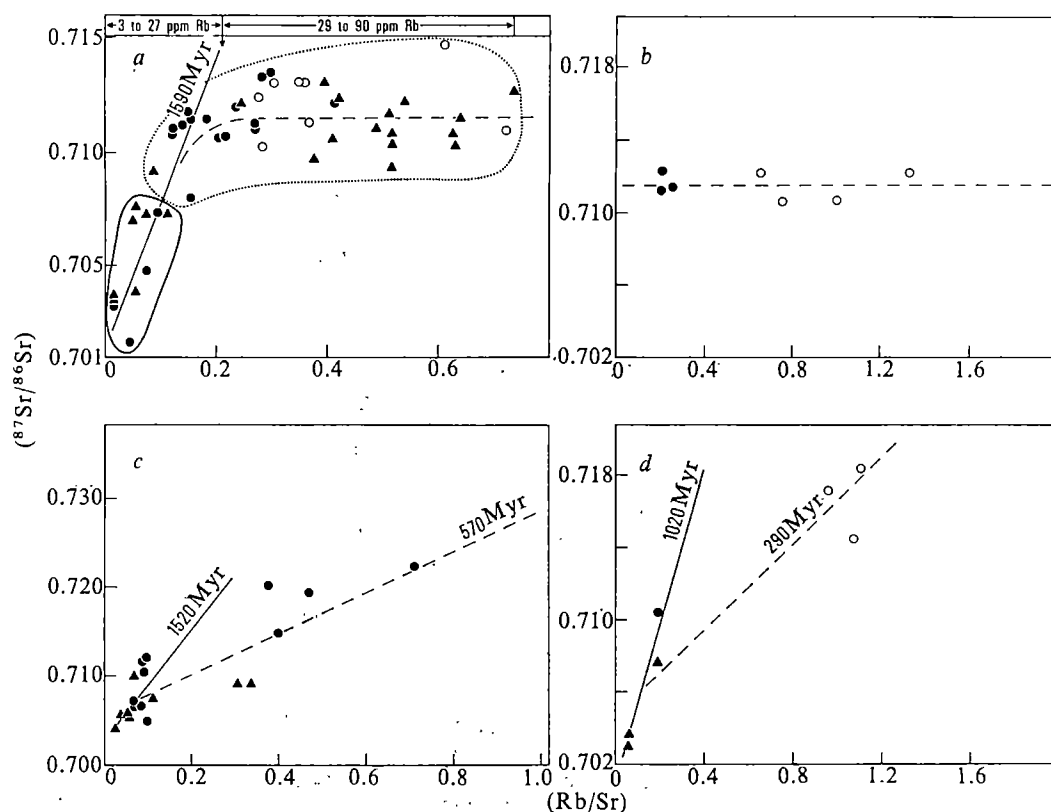 3 to 27 ppm Rb
29 to 90 ppm Rb
0.715
a
1590 Myr
0.710
0.705
0.701
0 0.2 0.4 0.6
0.718
b
0.710
0.702
0 0.4 0.8 1.2 1.6
(⁸⁷Sr/⁸⁶Sr)
c
0.730
570 Myr
0.720
1520 Myr
0.710
0.700
0 0.2 0.4 0.6 0.8 1.0
d
0.718
1020 Myr
290 Myr
0.710
0.702
0 0.4 0.8 1.2 1.6
(Rb/Sr)